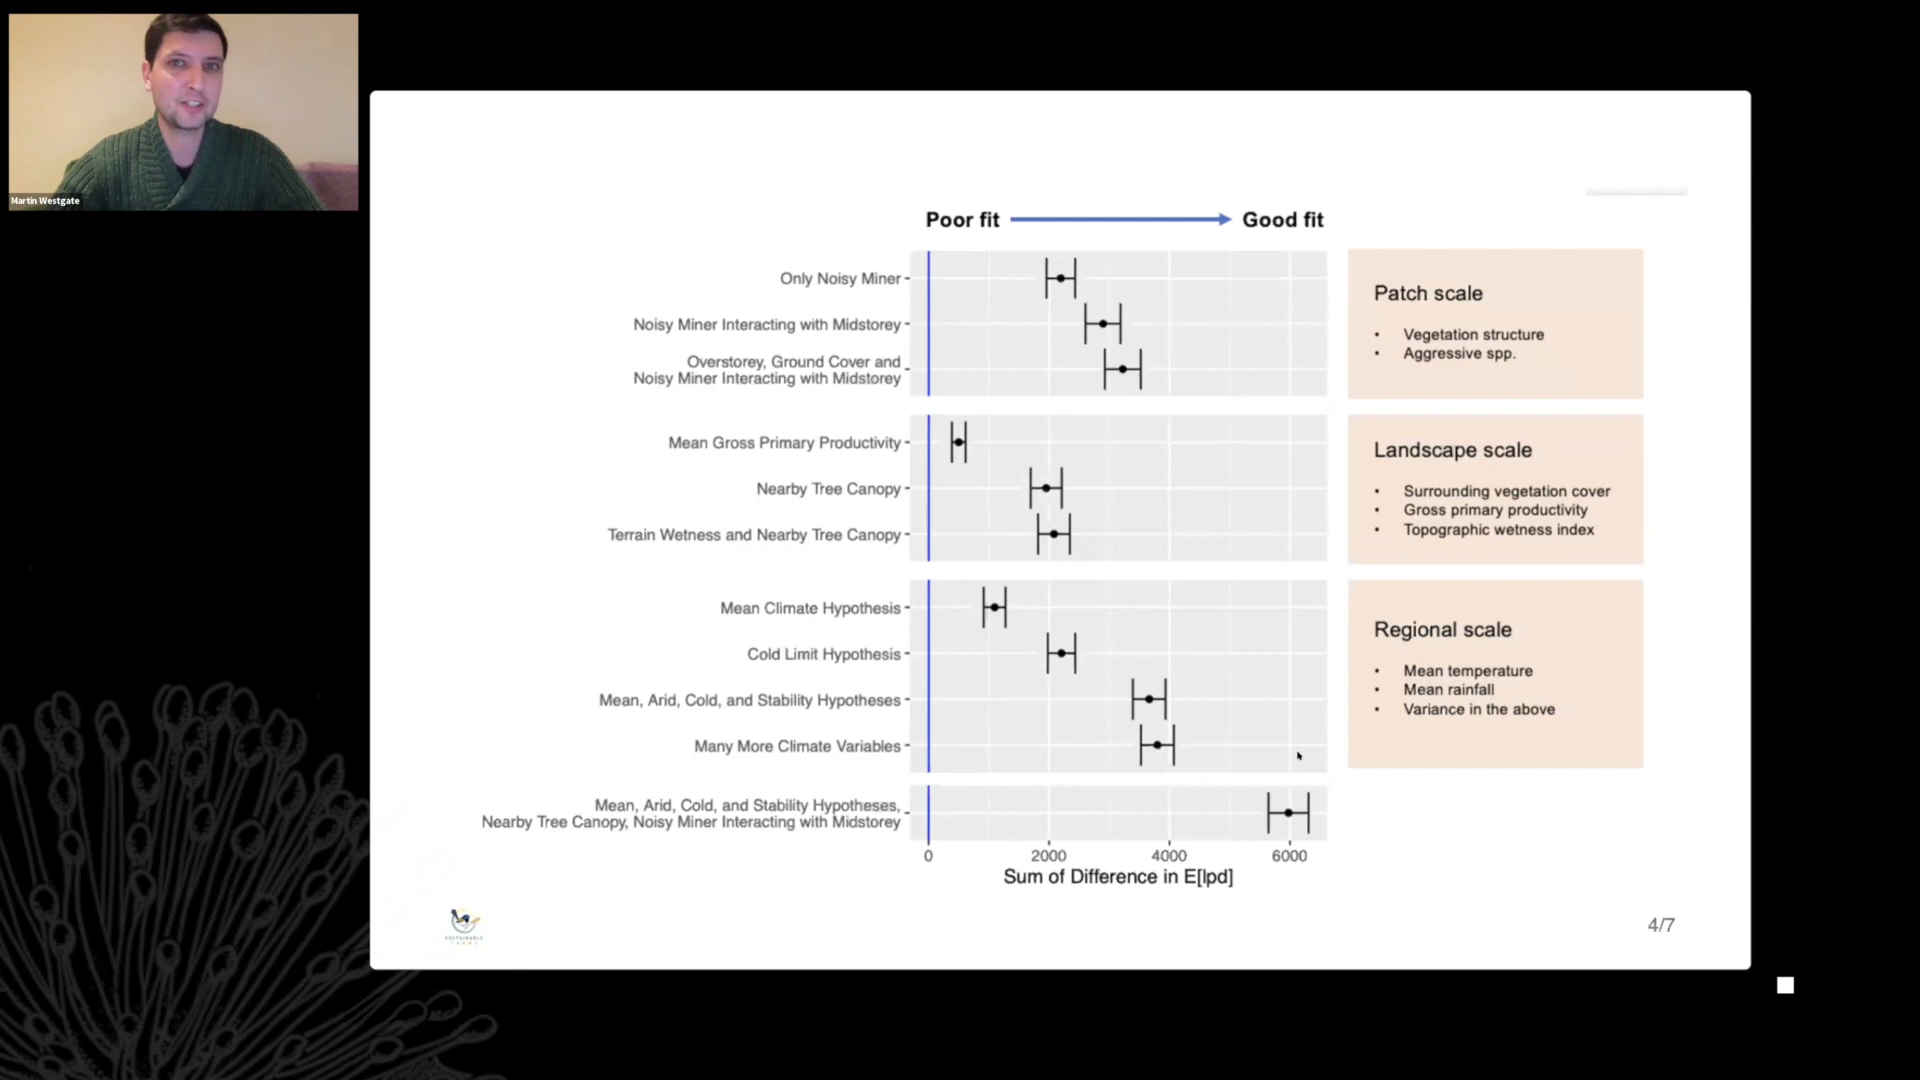 Martin Westgate
Poor fit
Good fit
Only Noisy Miner
Noisy Miner Interacting with Midstorey
Overstorey, Ground Cover and
Noisy Miner Interacting with Midstorey
Patch scale
• Vegetation structure
• Aggressive spp.
Mean Gross Primary Productivity
Nearby Tree Canopy
Terrain Wetness and Nearby Tree Canopy
Landscape scale
• Surrounding vegetation cover
• Gross primary productivity
• Topographic wetness index
Mean Climate Hypothesis
Cold Limit Hypothesis
Mean, Arid, Cold, and Stability Hypotheses
Many More Climate Variables
Regional scale
• Mean temperature
• Mean rainfall
• Variance in the above
Mean, Arid, Cold, and Stability Hypotheses,
Nearby Tree Canopy, Noisy Miner Interacting with Midstorey
0 2000 4000 6000
Sum of Difference in E[lpd]
SUSTAINABLE
FARMS
4/7